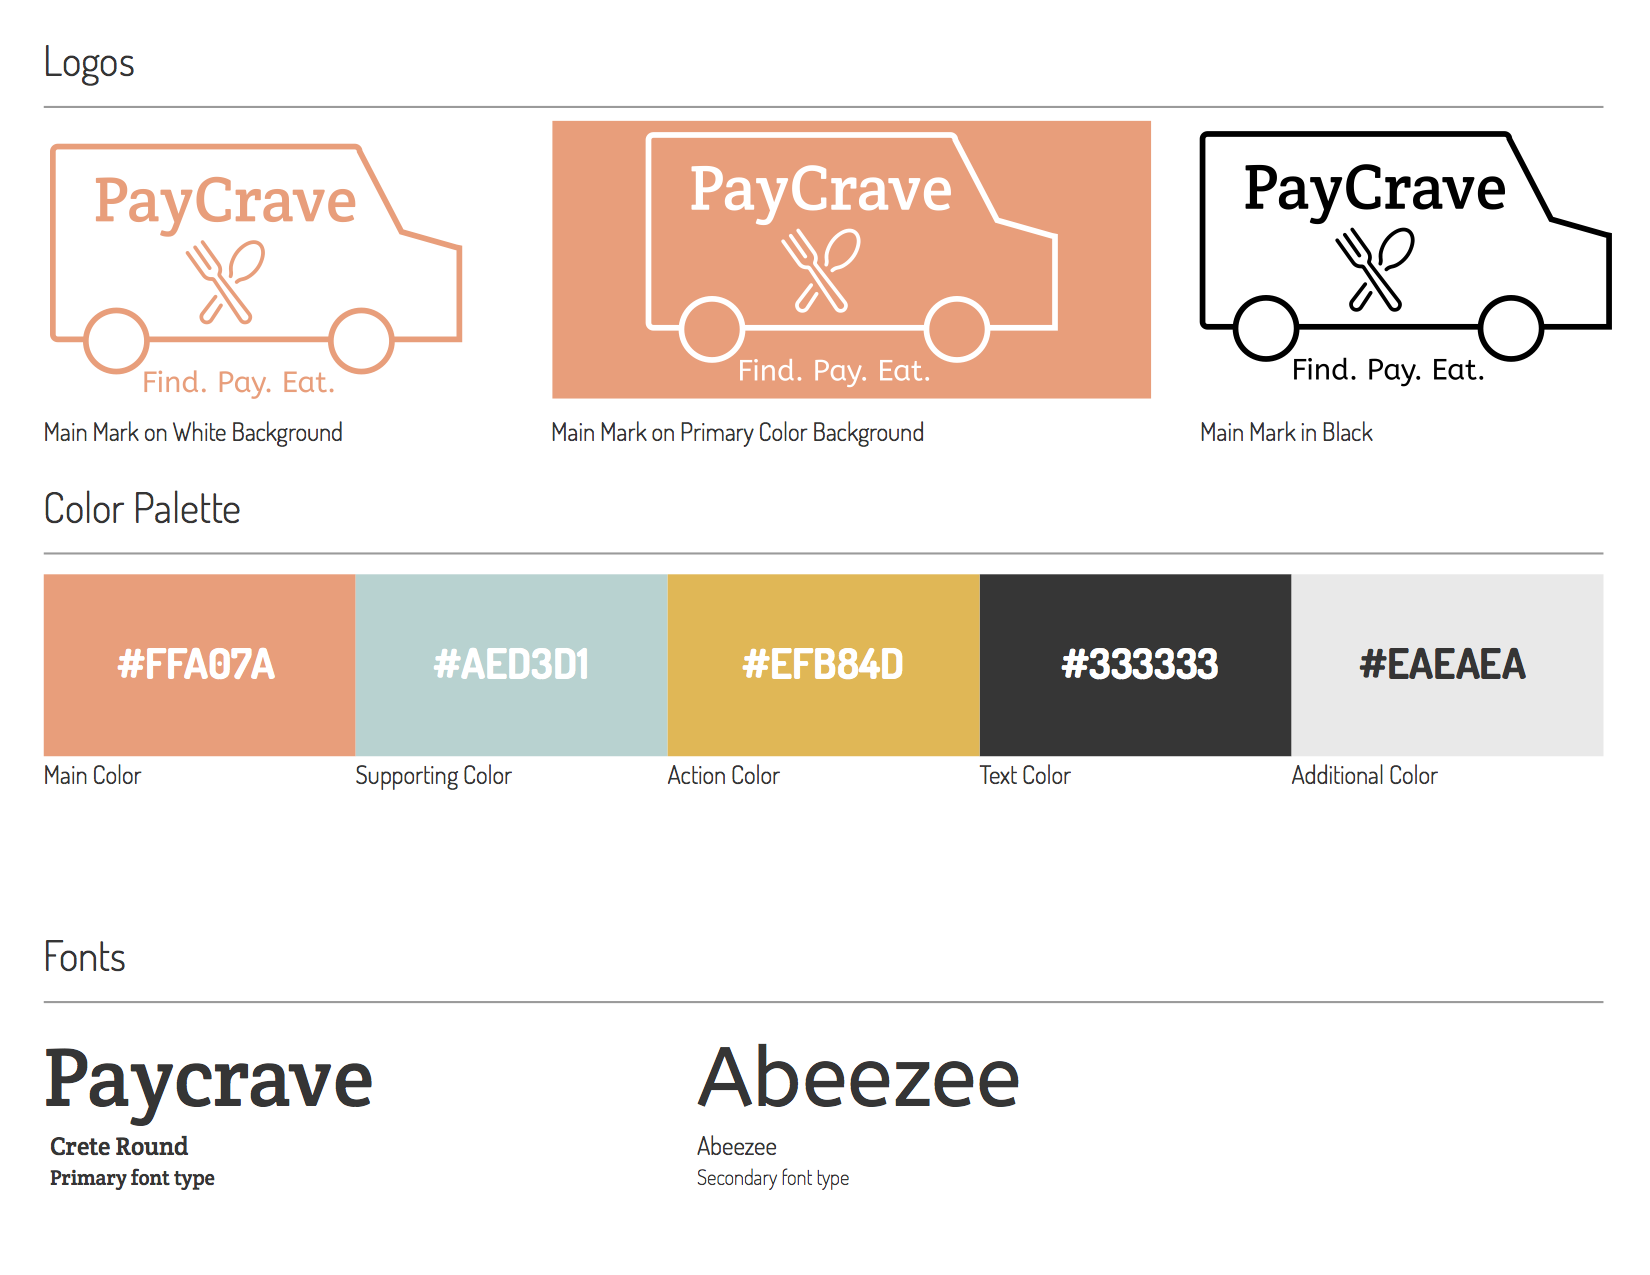 Logos
PayCrave
Find. Pay. Eat.
Main Mark on White Background
PayCrave
Find. Pay. Eat.
Main Mark on Primary Color Background
PayCrave
Find. Pay. Eat.
Main Mark in Black
Color Palette
#FFA07A
#AED3D1
#EFB84D
#333333
#EAEAEA
Main Color
Supporting Color
Action Color
Text Color
Additional Color
Fonts
Paycrave
Crete Round
Primary font type
Abeezee
Abeezee
Secondary font type